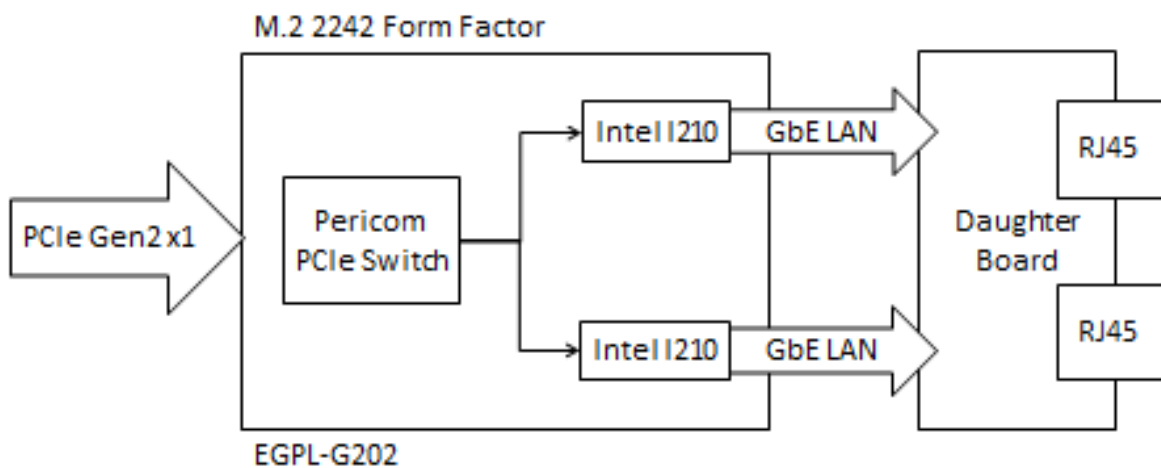 M.2 2242 Form Factor
Intel I210
GbE LAN
RJ45
PCIe Gen2 x1
Pericom
PCIe Switch
Daughter
Board
Intel I210
GbE LAN
RJ45
EGPL-G202